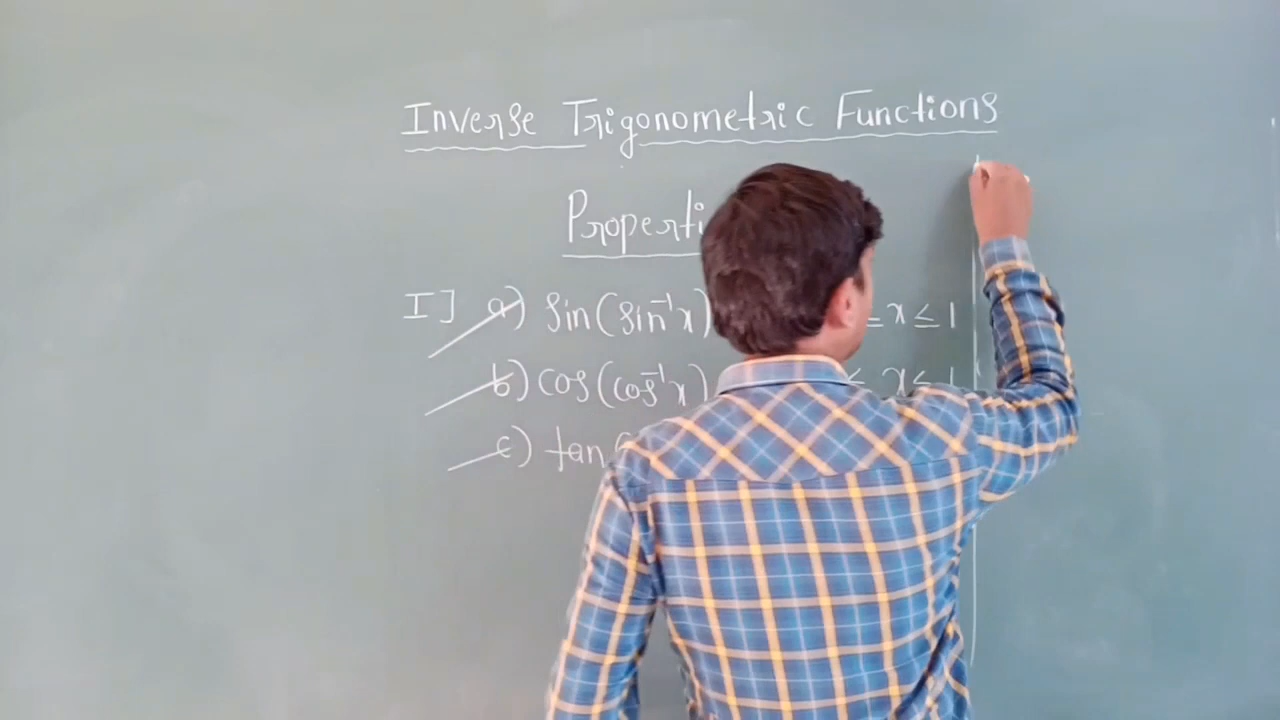 Inverse Trigonometric Functions
Properti
I] a) sin(sin⁻¹x) ≤ x ≤ 1
b) cos(cos⁻¹x) ≤ x ≤ 1
c) tan(